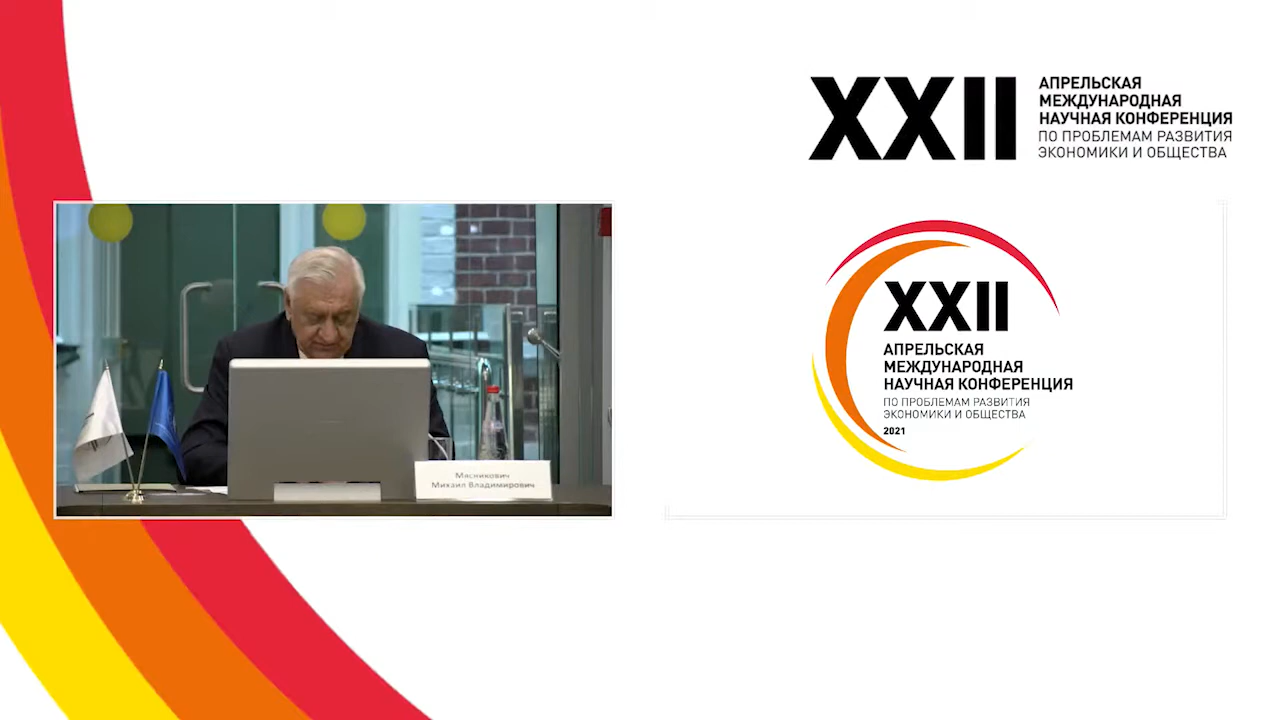 XXII
АПРЕЛЬСКАЯ
МЕЖДУНАРОДНАЯ
НАУЧНАЯ КОНФЕРЕНЦИЯ
ПО ПРОБЛЕМАМ РАЗВИТИЯ
ЭКОНОМИКИ И ОБЩЕСТВА
XXII
АПРЕЛЬСКАЯ
МЕЖДУНАРОДНАЯ
НАУЧНАЯ КОНФЕРЕНЦИЯ
ПО ПРОБЛЕМАМ РАЗВИТИЯ
ЭКОНОМИКИ И ОБЩЕСТВА
2021
Мясникович
Михаил Владимирович